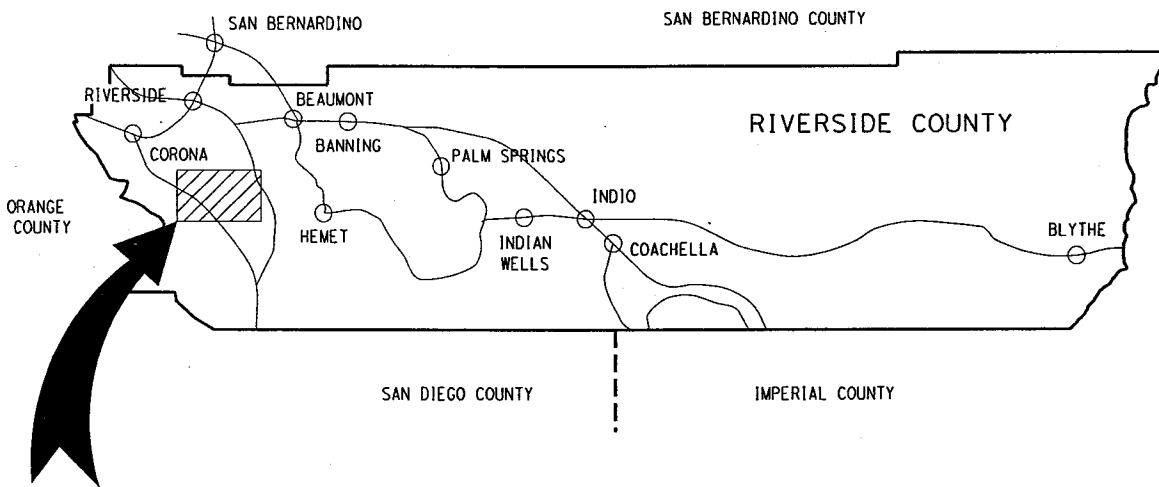 SAN BERNARDINO
SAN BERNARDINO COUNTY
RIVERSIDE
BEAUMONT
RIVERSIDE COUNTY
BANNING
CORONA
PALM SPRINGS
ORANGE
COUNTY
INDIO
HEMET
INDIAN
WELLS
COACHELLA
BLYTHE
SAN DIEGO COUNTY
IMPERIAL COUNTY